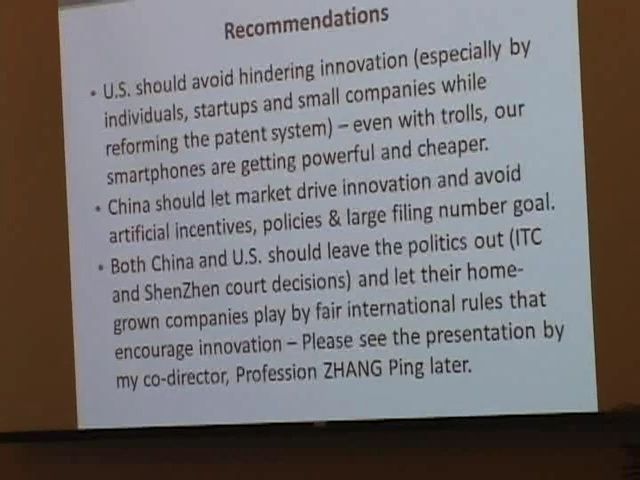 Recommendations
• U.S. should avoid hindering innovation (especially by
individuals, startups and small companies while
reforming the patent system) – even with trolls, our
smartphones are getting powerful and cheaper.
• China should let market drive innovation and avoid
artificial incentives, policies & large filing number goal.
• Both China and U.S. should leave the politics out (ITC
and ShenZhen court decisions) and let their home-
grown companies play by fair international rules that
encourage innovation – Please see the presentation by
my co-director, Profession ZHANG Ping later.